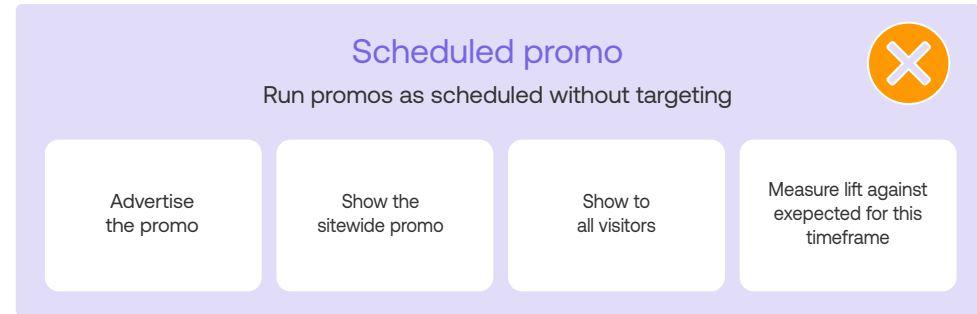 Scheduled promo
Run promos as scheduled without targeting
Advertise
the promo
Show the
sitewide promo
Show to
all visitors
Measure lift against
exepected for this
timeframe